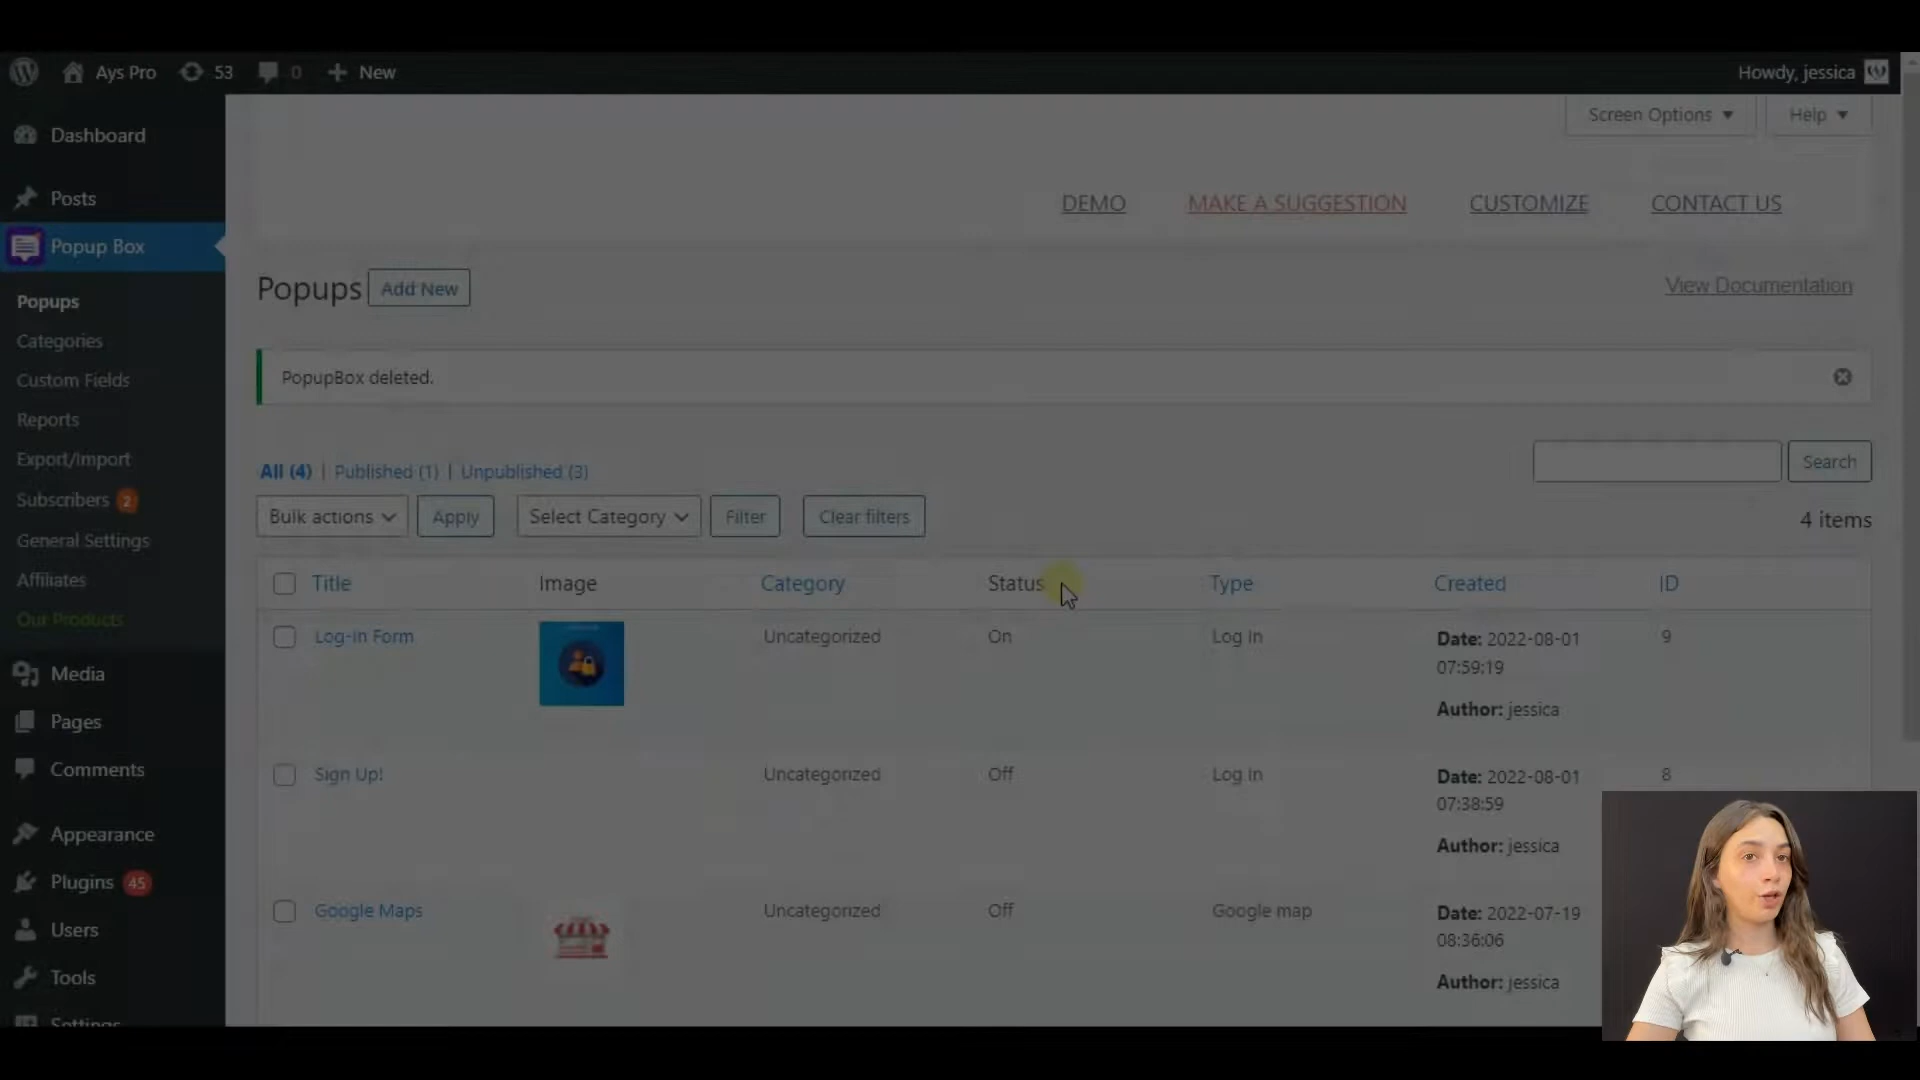 Ays Pro 53 0 New Howdy, jessica
Screen Options Help
Dashboard
Posts
DEMO MAKE A SUGGESTION CUSTOMIZE CONTACT US
Popup Box
Popups
Categories
Custom Fields
Reports
Export/Import
Subscribers 2
General Settings
Affiliates
Our Products
Media
Pages
Comments
Appearance
Plugins 45
Users
Tools
Settings
Popups Add New View Documentation
PopupBox deleted.
All (4) | Published (1) | Unpublished (3) Search
Bulk actions Apply Select Category Filter Clear filters 4 items
Title Image Category Status Type Created ID
Log-in Form Uncategorized On Log in Date: 2022-08-01 9
07:59:19
Author: jessica
Sign Up! Uncategorized Off Log in Date: 2022-08-01 8
07:38:59
Author: jessica
Google Maps Uncategorized Off Google map Date: 2022-07-19
08:36:06
Author: jessica